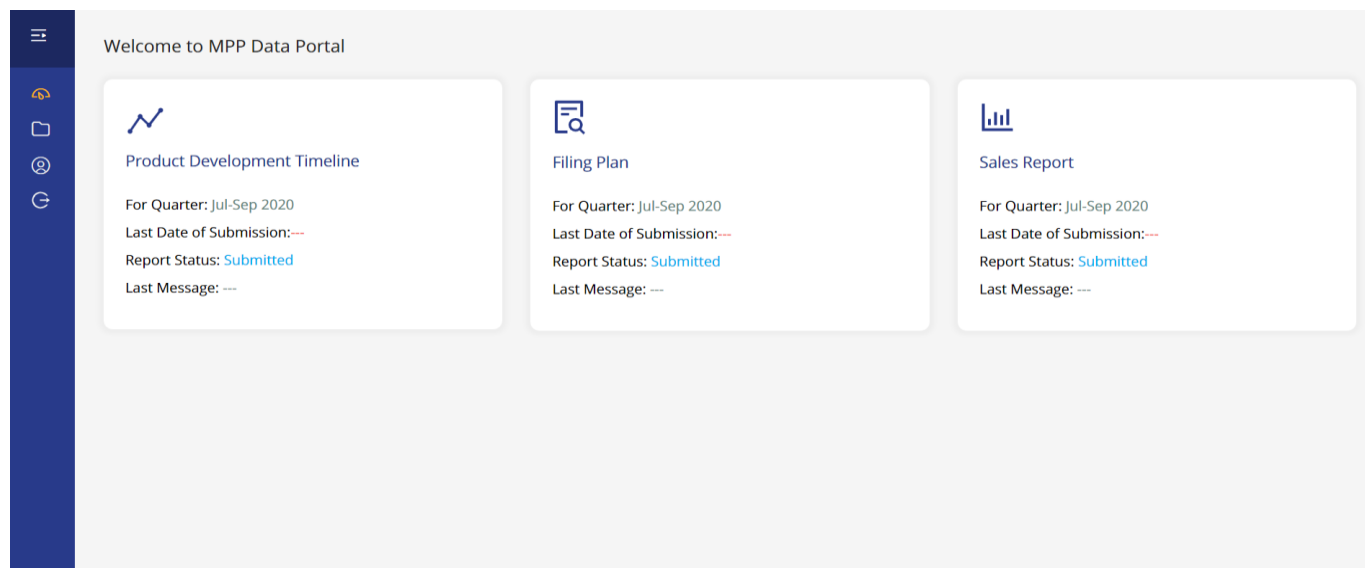 Welcome to MPP Data Portal
Product Development Timeline
For Quarter: Jul-Sep 2020
Last Date of Submission:---
Report Status: Submitted
Last Message: ---
Filing Plan
For Quarter: Jul-Sep 2020
Last Date of Submission:---
Report Status: Submitted
Last Message: ---
Sales Report
For Quarter: Jul-Sep 2020
Last Date of Submission:---
Report Status: Submitted
Last Message: ---